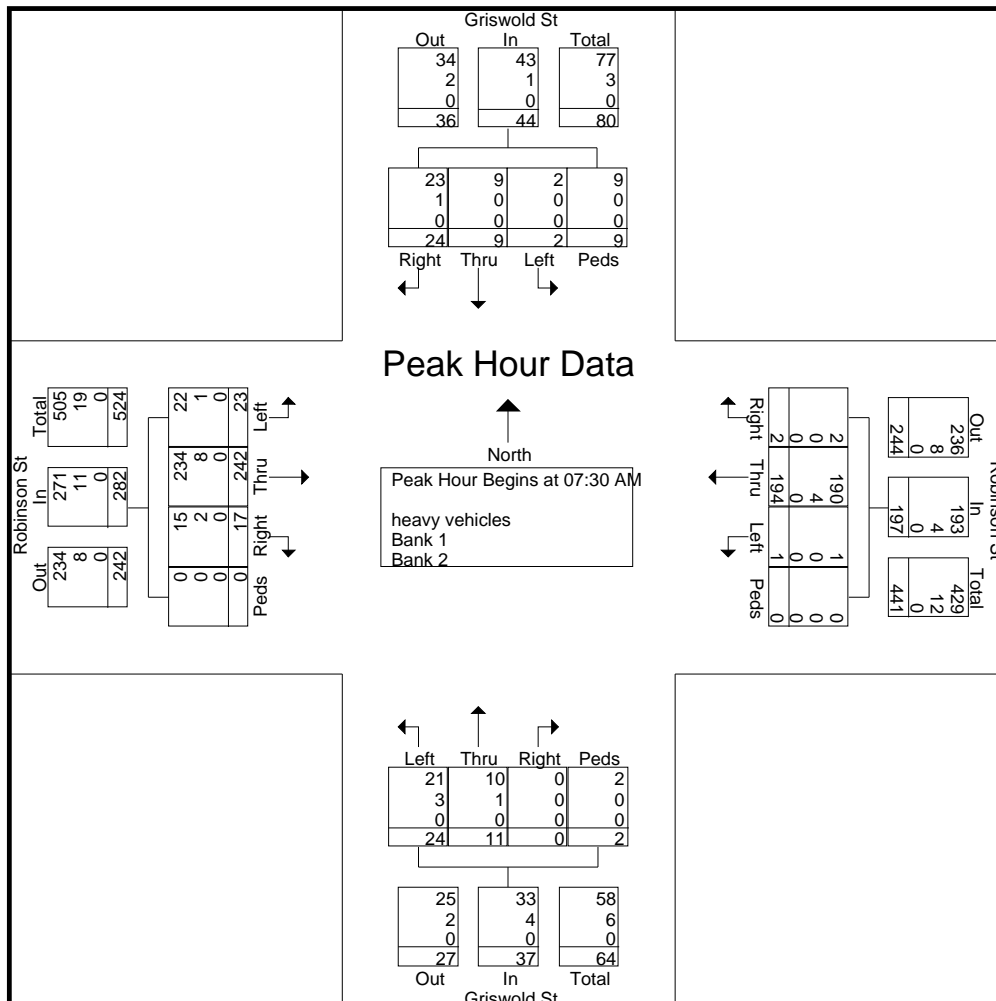 Griswold St
Out In Total
34 43 77
2 1 3
0 0 0
36 44 80
23 9 2 9
1 0 0 0
0 0 0 0
24 9 2 9
Right Thru Left Peds
Peak Hour Data
North
Peak Hour Begins at 07:30 AM
heavy vehicles
Bank 1
Bank 2
Robinson St
Total In Out
505 271 234
19 11 8
0 0 0
524 282 242
22 234 15 0
1 8 2 0
0 0 0 0
23 242 17 0
Left Thru Right Peds
Right Thru Left Peds
2 190 1 0
0 4 0 0
0 0 0 0
2 194 1 0
Out In Total
236 193 429
8 4 12
0 0 0
244 197 441
Robinson St
Left Thru Right Peds
21 10 0 2
3 1 0 0
0 0 0 0
24 11 0 2
25 33 58
2 4 6
0 0 0
27 37 64
Out In Total
Griswold St